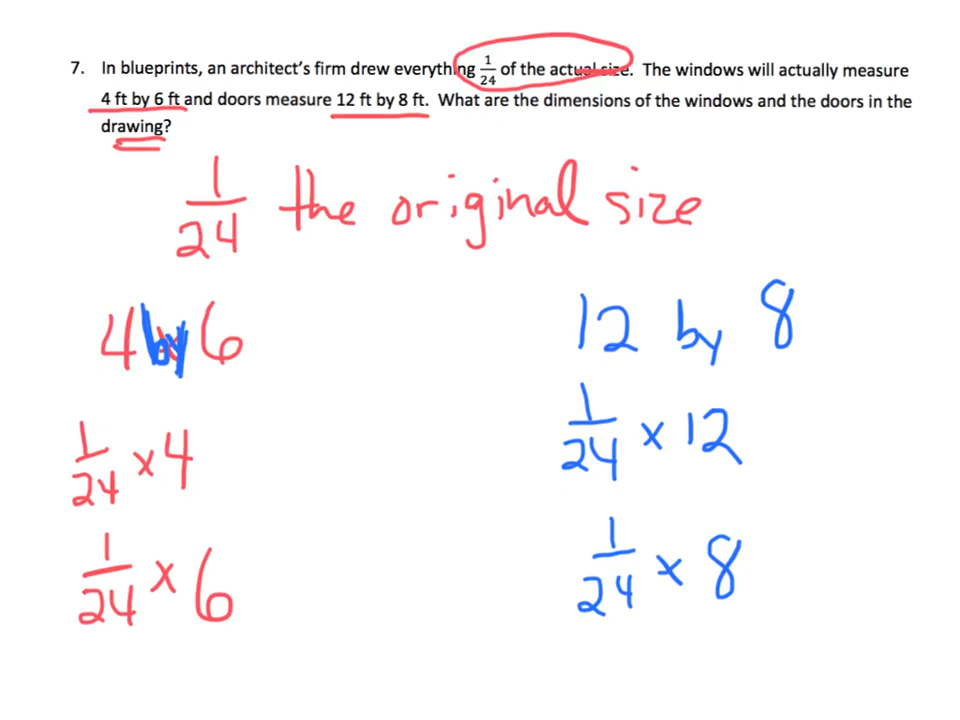 7. In blueprints, an architect's firm drew everything 1/24 of the actual size. The windows will actually measure
4 ft by 6 ft and doors measure 12 ft by 8 ft. What are the dimensions of the windows and the doors in the
drawing?
1/24 the original size
4 by 6
12 by 8
1/24 x 4
1/24 x 12
1/24 x 6
1/24 x 8